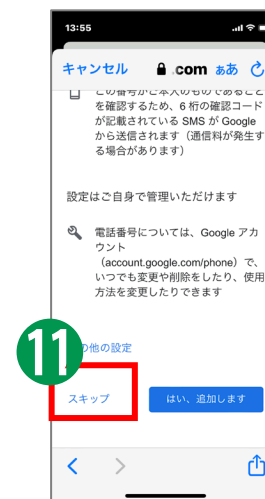 13:55
キャンセル .com ああ
この番号がご本人のものであること
を確認するため、6 桁の確認コード
が記載されている SMS が Google
から送信されます（通信料が発生す
る場合があります）
設定はご自身で管理いただけます
電話番号については、Google アカ
ウント
（account.google.com/phone）で、
いつでも変更や削除をしたり、使用
方法を変更したりできます
の他の設定
11
スキップ はい、追加します